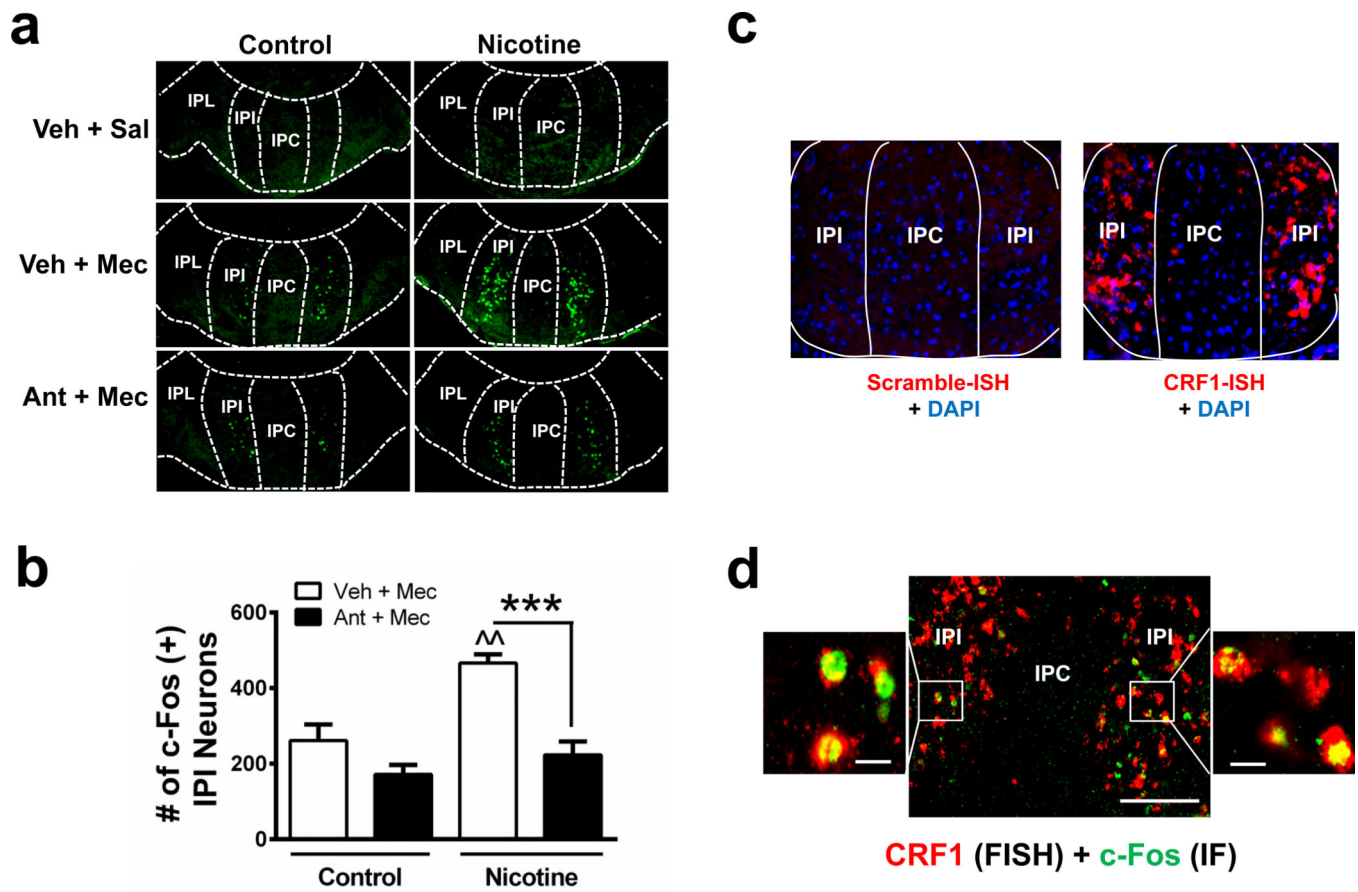 a
Control Nicotine
Veh + Sal
IPL IPI IPC
IPL IPI IPC
Veh + Mec
IPL IPI IPC
IPL IPI IPC
Ant + Mec
IPL IPI IPC
IPL IPI IPC
b
# of c-Fos (+)
IPI Neurons
600
400
200
0
Veh + Mec
Ant + Mec
^^
***
Control Nicotine
c
IPI IPC IPI
IPI IPC IPI
Scramble-ISH
+ DAPI
CRF1-ISH
+ DAPI
d
IPI IPC IPI
CRF1 (FISH) + c-Fos (IF)